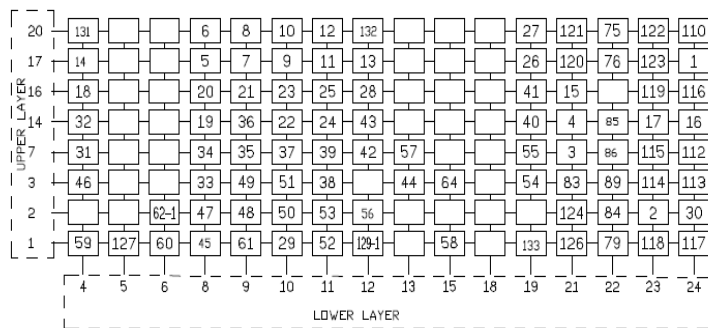 20 131 6 8 10 12 132 27 121 75 122 110
17 14 5 7 9 11 13 26 120 76 123 1
16 18 20 21 23 25 28 41 15 119 116
14 32 19 36 22 24 43 40 4 85 17 16
7 31 34 35 37 39 42 57 55 3 86 115 112
3 46 33 49 51 38 44 64 54 83 89 114 113
2 62-1 47 48 50 53 56 124 84 2 30
1 59 127 60 45 61 29 52 129-1 58 133 126 79 118 117
4 5 6 8 9 10 11 12 13 15 18 19 21 22 23 24
UPPER LAYER
LOWER LAYER